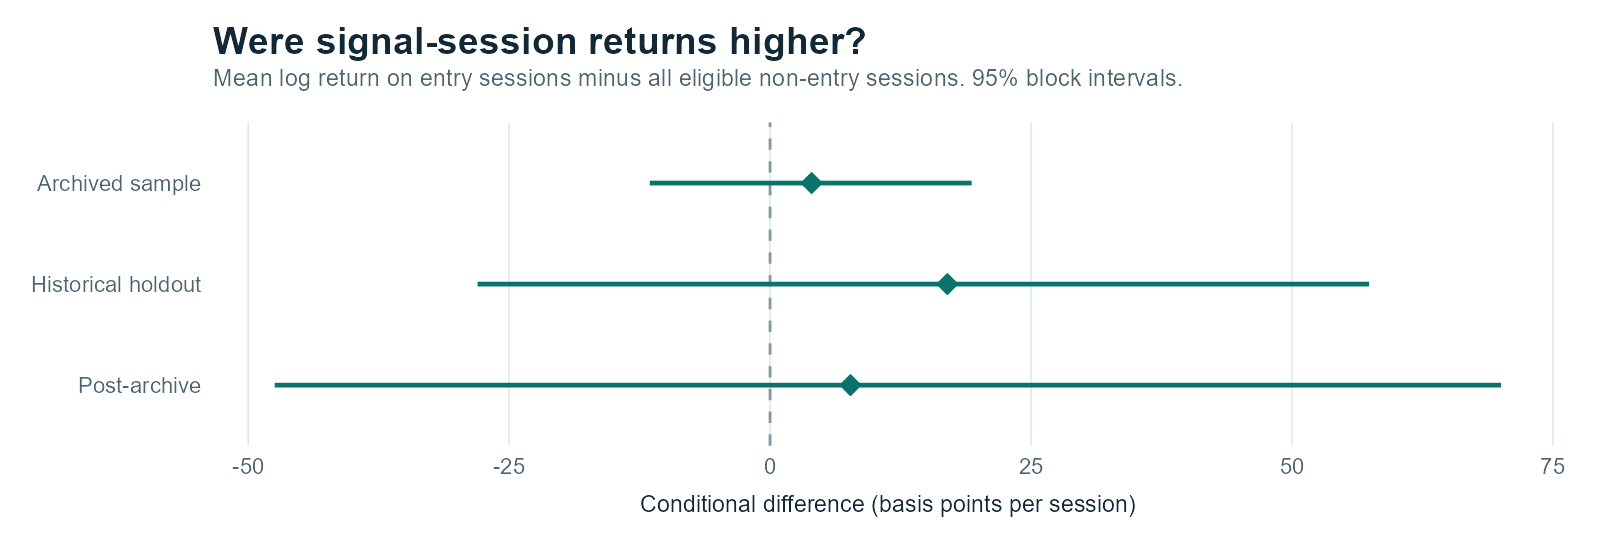 Were signal-session returns higher?
Mean log return on entry sessions minus all eligible non-entry sessions. 95% block intervals.
Archived sample
Historical holdout
Post-archive
-50 -25 0 25 50 75
Conditional difference (basis points per session)